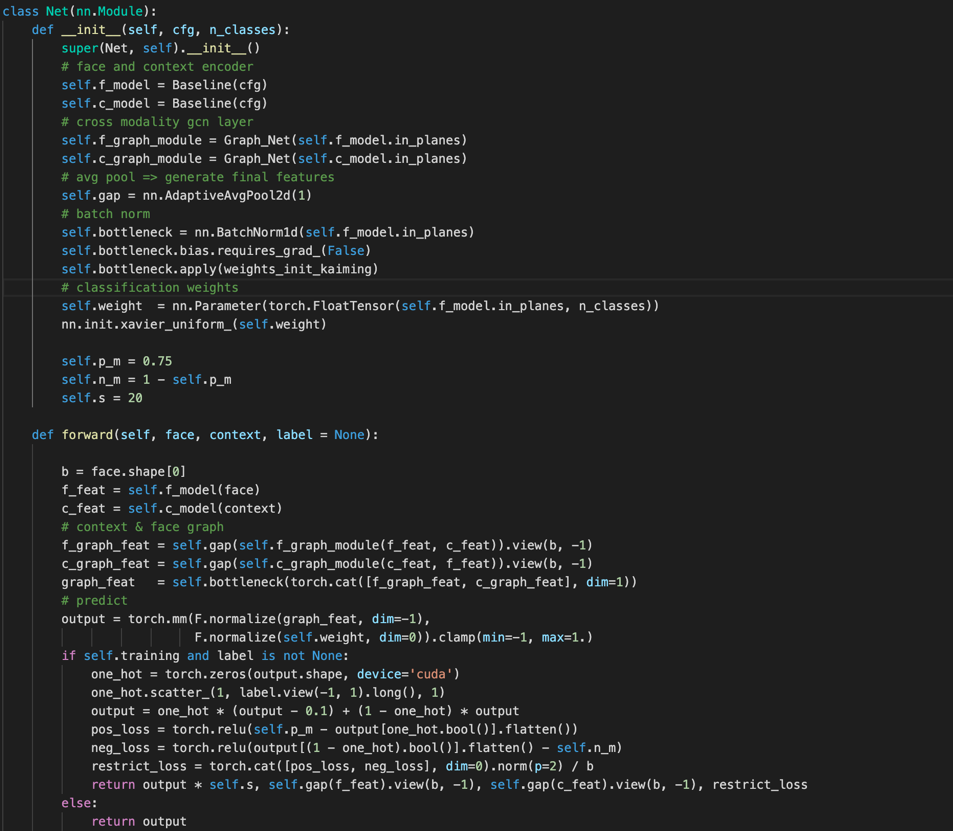 class Net(nn.Module):
    def __init__(self, cfg, n_classes):
        super(Net, self).__init__()
        # face and context encoder
        self.f_model = Baseline(cfg)
        self.c_model = Baseline(cfg)
        # cross modality gcn layer
        self.f_graph_module = Graph_Net(self.f_model.in_planes)
        self.c_graph_module = Graph_Net(self.c_model.in_planes)
        # avg pool => generate final features
        self.gap = nn.AdaptiveAvgPool2d(1)
        # batch norm
        self.bottleneck = nn.BatchNorm1d(self.f_model.in_planes)
        self.bottleneck.bias.requires_grad_(False)
        self.bottleneck.apply(weights_init_kaiming)
        # classification weights
        self.weight  = nn.Parameter(torch.FloatTensor(self.f_model.in_planes, n_classes))
        nn.init.xavier_uniform_(self.weight)

        self.p_m = 0.75
        self.n_m = 1 - self.p_m
        self.s = 20

    def forward(self, face, context, label = None):

        b = face.shape[0]
        f_feat = self.f_model(face)
        c_feat = self.c_model(context)
        # context & face graph
        f_graph_feat = self.gap(self.f_graph_module(f_feat, c_feat)).view(b, -1)
        c_graph_feat = self.gap(self.c_graph_module(c_feat, f_feat)).view(b, -1)
        graph_feat   = self.bottleneck(torch.cat([f_graph_feat, c_graph_feat], dim=1))
        # predict
        output = torch.mm(F.normalize(graph_feat, dim=-1),
                          F.normalize(self.weight, dim=0)).clamp(min=-1, max=1.)
        if self.training and label is not None:
            one_hot = torch.zeros(output.shape, device='cuda')
            one_hot.scatter_(1, label.view(-1, 1).long(), 1)
            output = one_hot * (output - 0.1) + (1 - one_hot) * output
            pos_loss = torch.relu(self.p_m - output[one_hot.bool()].flatten())
            neg_loss = torch.relu(output[(1 - one_hot).bool()].flatten() - self.n_m)
            restrict_loss = torch.cat([pos_loss, neg_loss], dim=0).norm(p=2) / b
            return output * self.s, self.gap(f_feat).view(b, -1), self.gap(c_feat).view(b, -1), restrict_loss
        else:
            return output